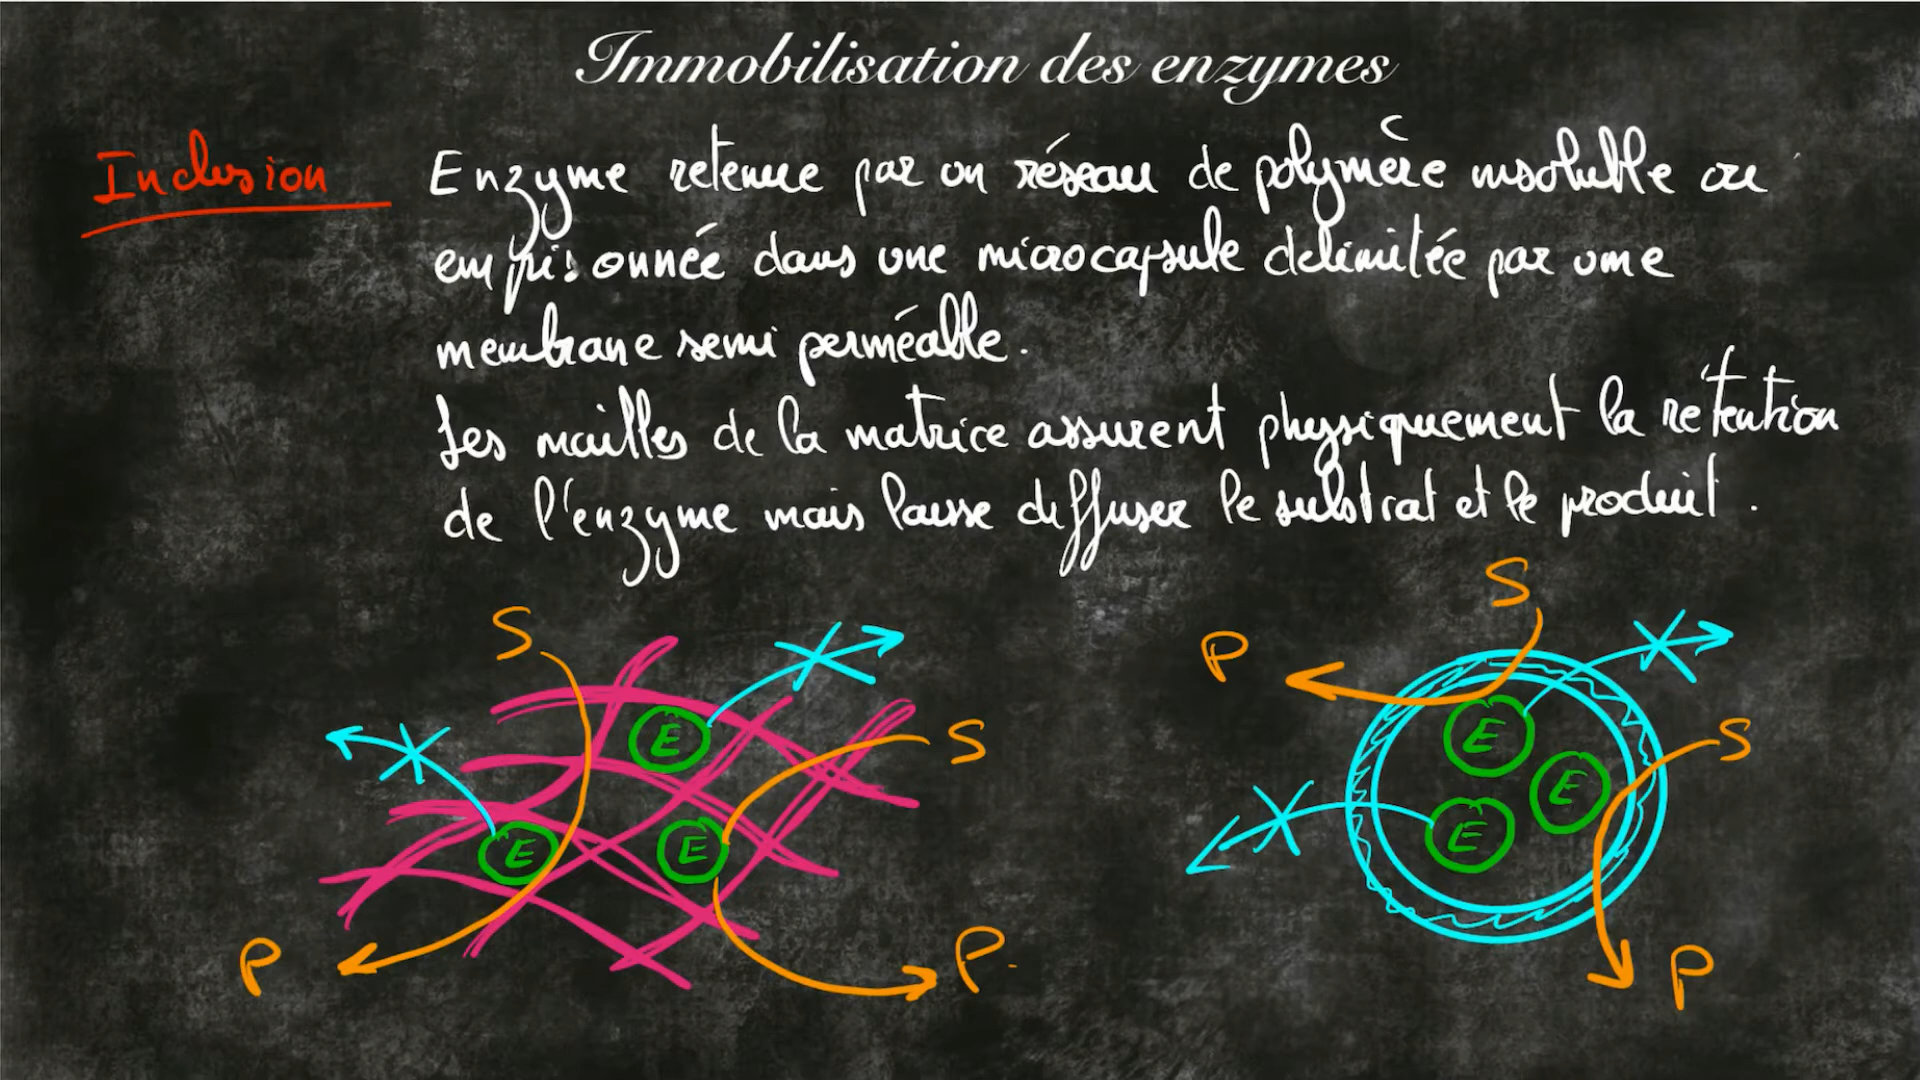 Immobilisation des enzymes
Inclusion
Enzyme retenue par un réseau de polymère insoluble ou
emprisonnée dans une microcapsule délimitée par une
membrane semi perméable.
Les mailles de la matrice assurent physiquement la rétention
de l'enzyme mais laisse diffuser le substrat et le produit.
S
S
P
E
S
E
E
P
P.
S
P
E
S
E
E
P